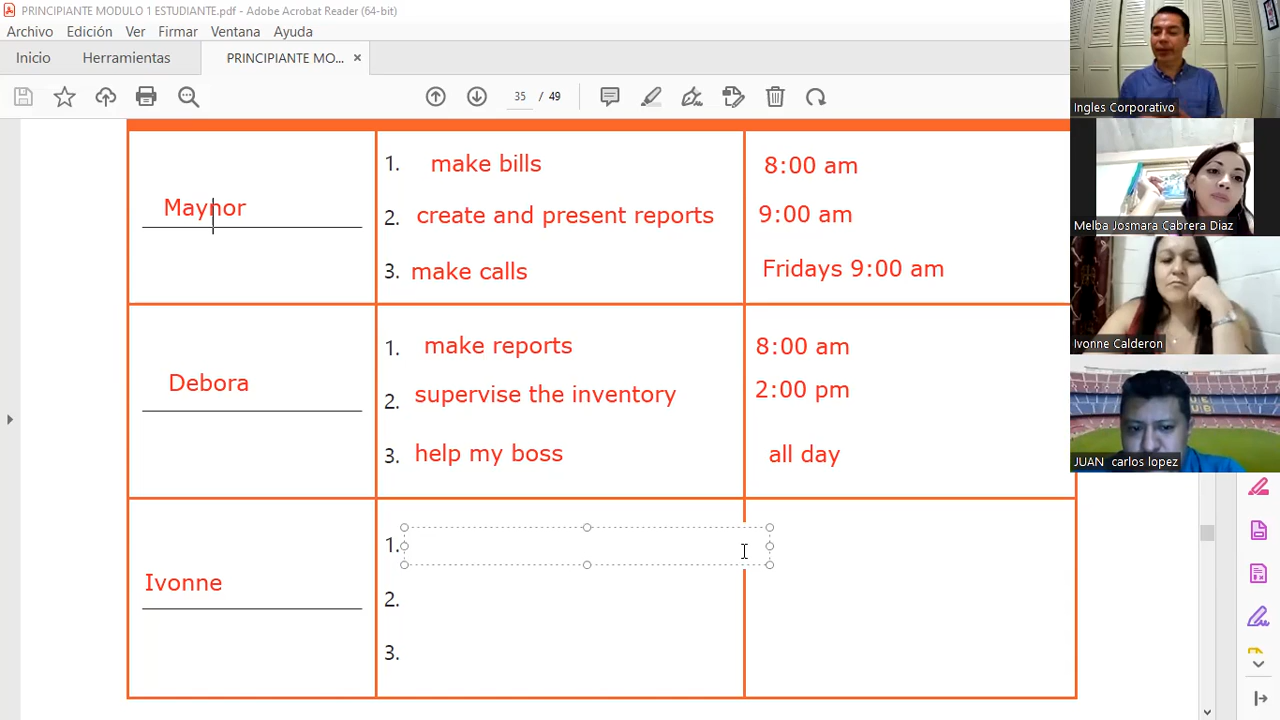 PRINCIPIANTE MODULO 1 ESTUDIANTE.pdf - Adobe Acrobat Reader (64-bit)
Archivo Edición Ver Firmar Ventana Ayuda
Inicio Herramientas PRINCIPIANTE MO... ×
35 / 49
Maynor
1. make bills 8:00 am
2. create and present reports 9:00 am
3. make calls Fridays 9:00 am
Debora
1. make reports 8:00 am
2. supervise the inventory 2:00 pm
3. help my boss all day
Ivonne
1.
2.
3.
Ingles Corporativo
Melba Josmara Cabrera Diaz
Ivonne Calderon
JUAN carlos lopez